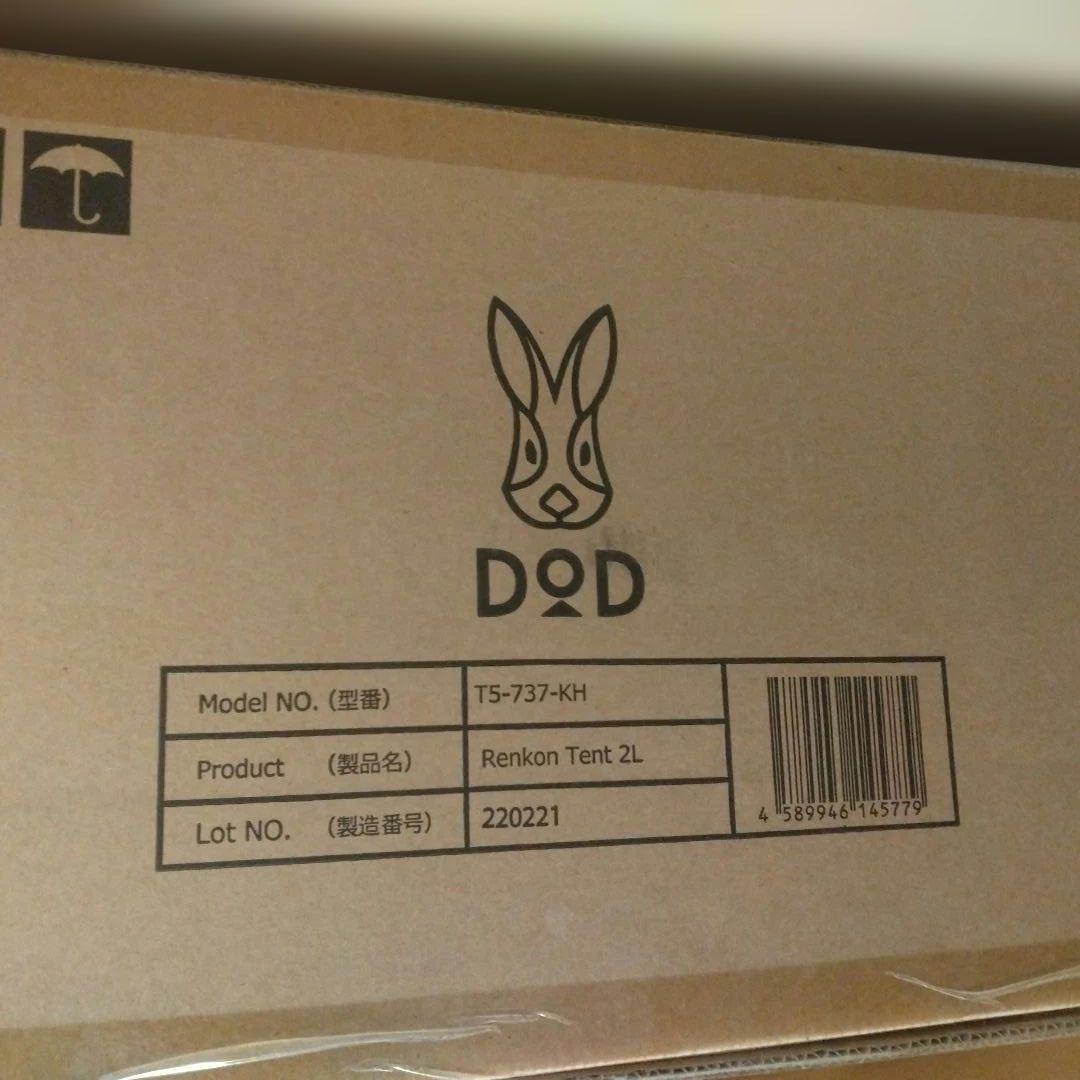 DOD
Model NO. (型番) T5-737-KH
Product (製品名) Renkon Tent 2L
Lot NO. (製造番号) 220221
4 589946 145779